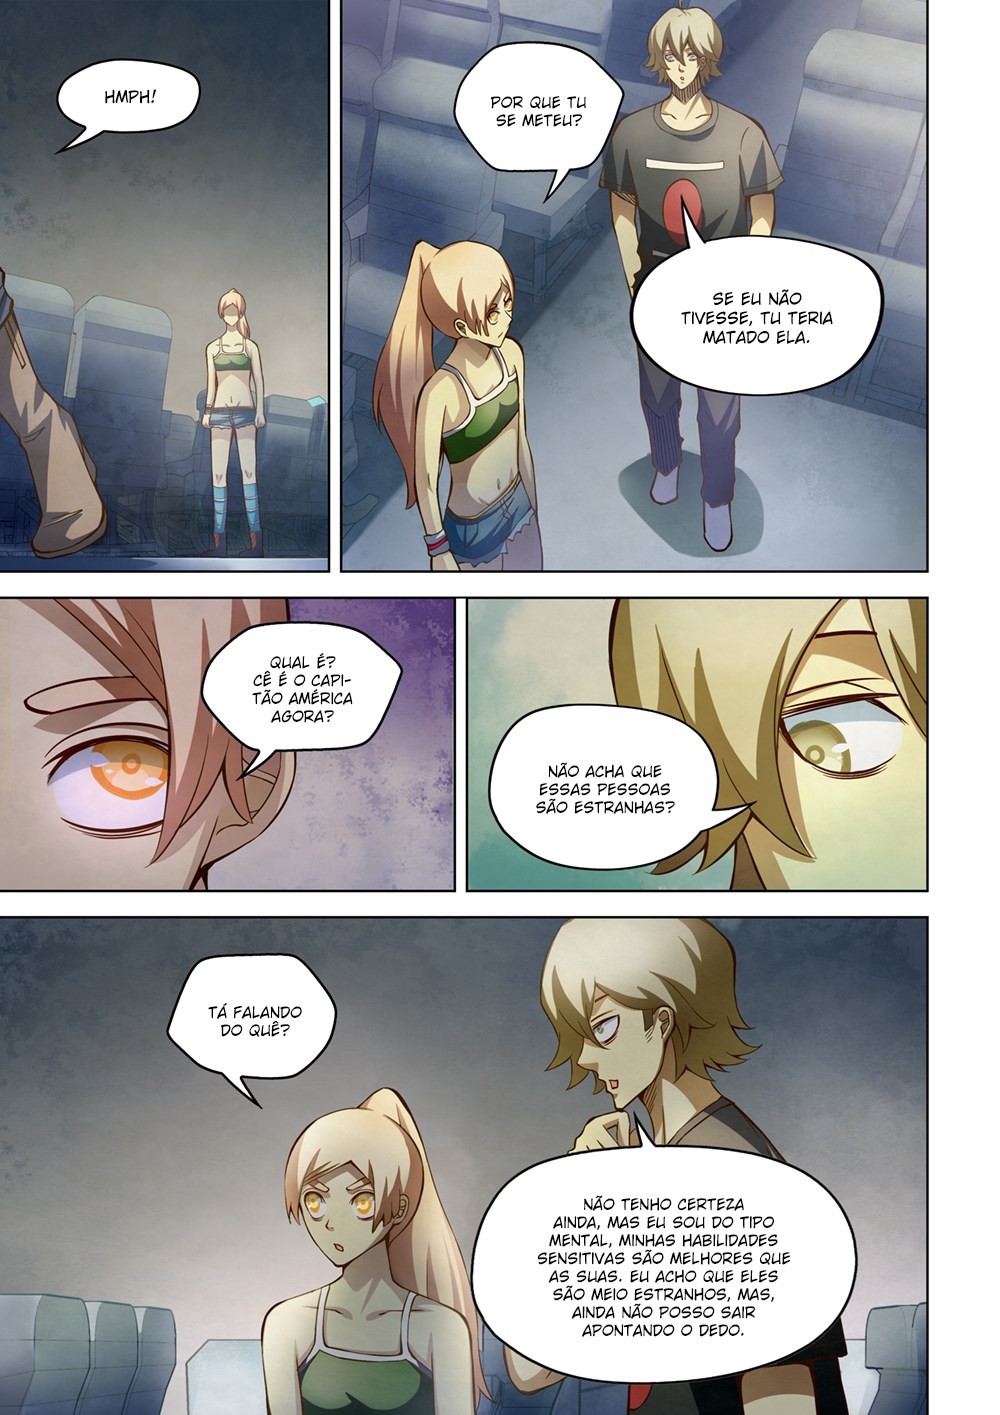 HMPH!
POR QUE TU
SE METEU?
SE EU NÃO
TIVESSE, TU TERIA
MATADO ELA.
QUAL É?
CÊ É O CAPI-
TÃO AMÉRICA
AGORA?
NÃO ACHA QUE
ESSAS PESSOAS
SÃO ESTRANHAS?
TÁ FALANDO
DO QUÊ?
NÃO TENHO CERTEZA
AINDA, MAS EU SOU DO TIPO
MENTAL, MINHAS HABILIDADES
SENSITIVAS SÃO MELHORES QUE
AS SUAS. EU ACHO QUE ELES
SÃO MEIO ESTRANHOS, MAS,
AINDA NÃO POSSO SAIR
APONTANDO O DEDO.